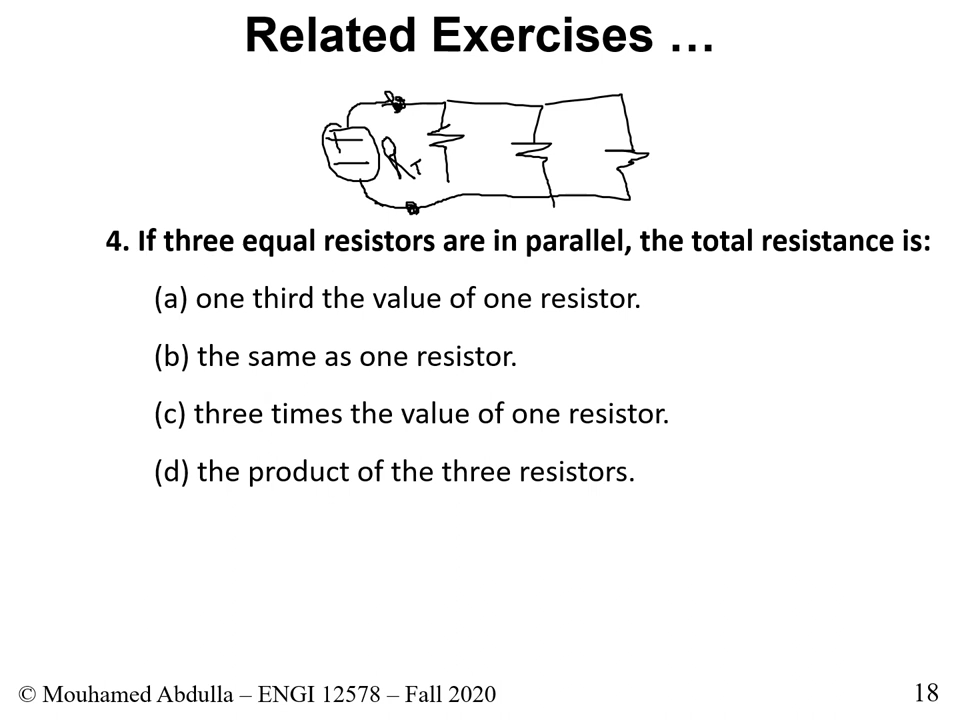 Related Exercises …
R_T
4. If three equal resistors are in parallel, the total resistance is:
(a) one third the value of one resistor.
(b) the same as one resistor.
(c) three times the value of one resistor.
(d) the product of the three resistors.
© Mouhamed Abdulla – ENGI 12578 – Fall 2020
18